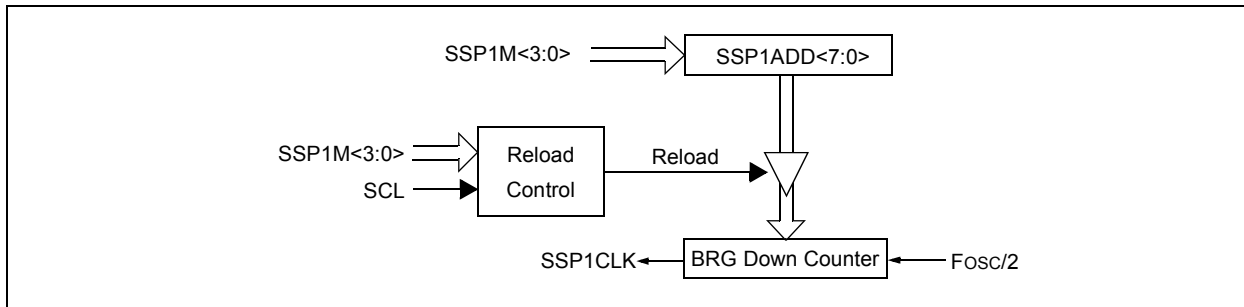 SSP1M<3:0>
SSP1ADD<7:0>
SSP1M<3:0>
SCL
Reload
Control
Reload
SSP1CLK
BRG Down Counter
FOSC/2